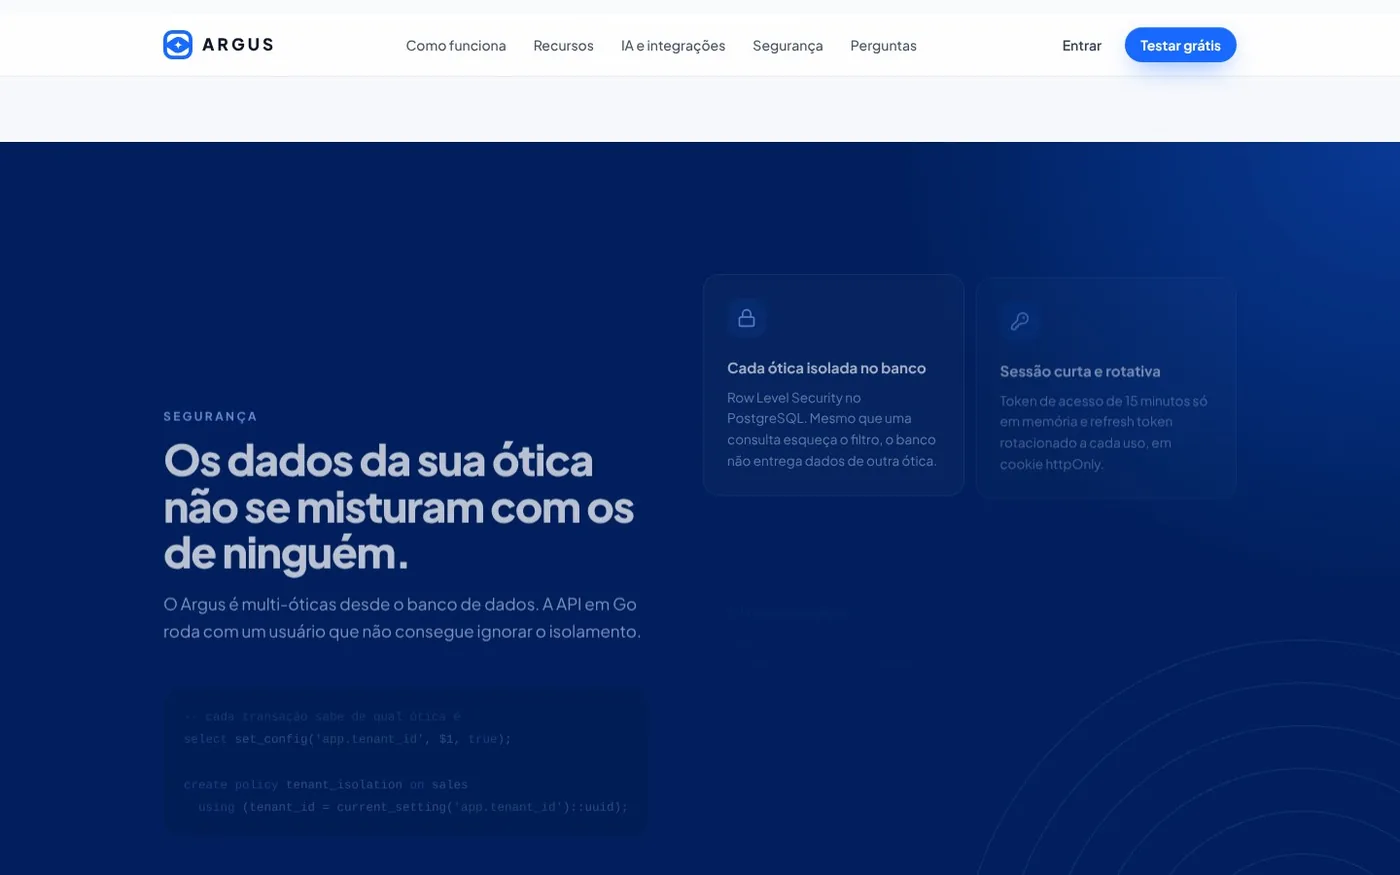 ARGUS
Como funciona
Recursos
IA e integrações
Segurança
Perguntas
Entrar
Testar grátis
SEGURANÇA
Os dados da sua ótica
não se misturam com os
de ninguém.
O Argus é multi-óticas desde o banco de dados. A API em Go
roda com um usuário que não consegue ignorar o isolamento.
-- cada transação sabe de qual ótica é
select set_config('app.tenant_id', $1, true);
create policy tenant_isolation on sales
using (tenant_id = current_setting('app.tenant_id')::uuid);
Cada ótica isolada no banco
Row Level Security no
PostgreSQL. Mesmo que uma
consulta esqueça o filtro, o banco
não entrega dados de outra ótica.
Sessão curta e rotativa
Token de acesso de 15 minutos só
em memória e refresh token
rotacionado a cada uso, em
cookie httpOnly.